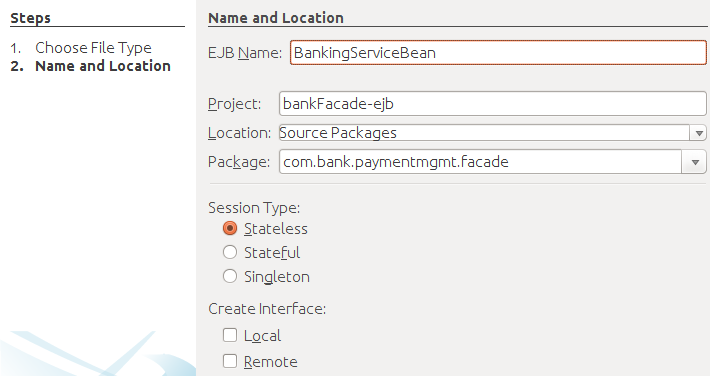 Steps
1. Choose File Type
2. Name and Location
Name and Location
EJB Name: BankingServiceBean
Project: bankFacade-ejb
Location: Source Packages
Package: com.bank.paymentmgmt.facade
Session Type:
Stateless
Stateful
Singleton
Create Interface:
Local
Remote